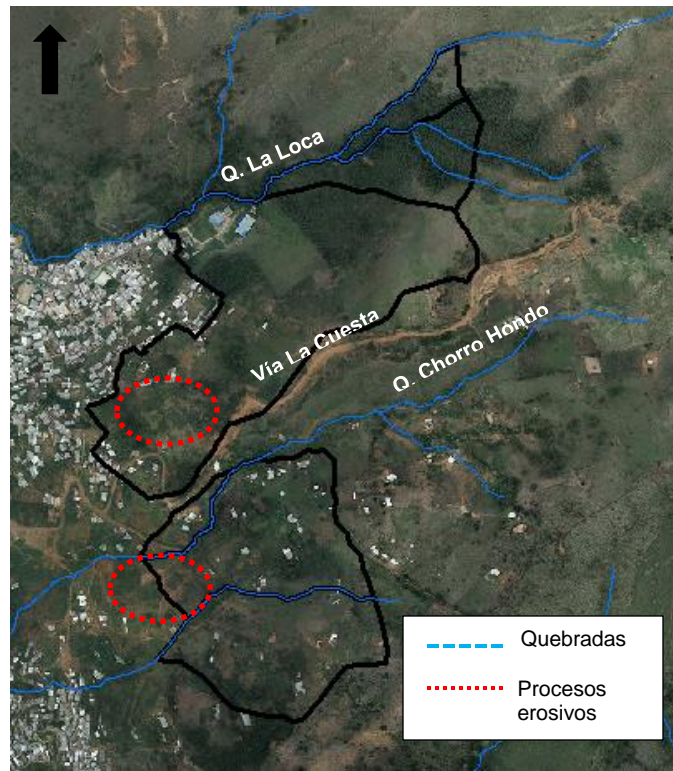 Q. La Loca
Vía La Cuesta
Q. Chorro Hondo
Quebradas
Procesos
erosivos